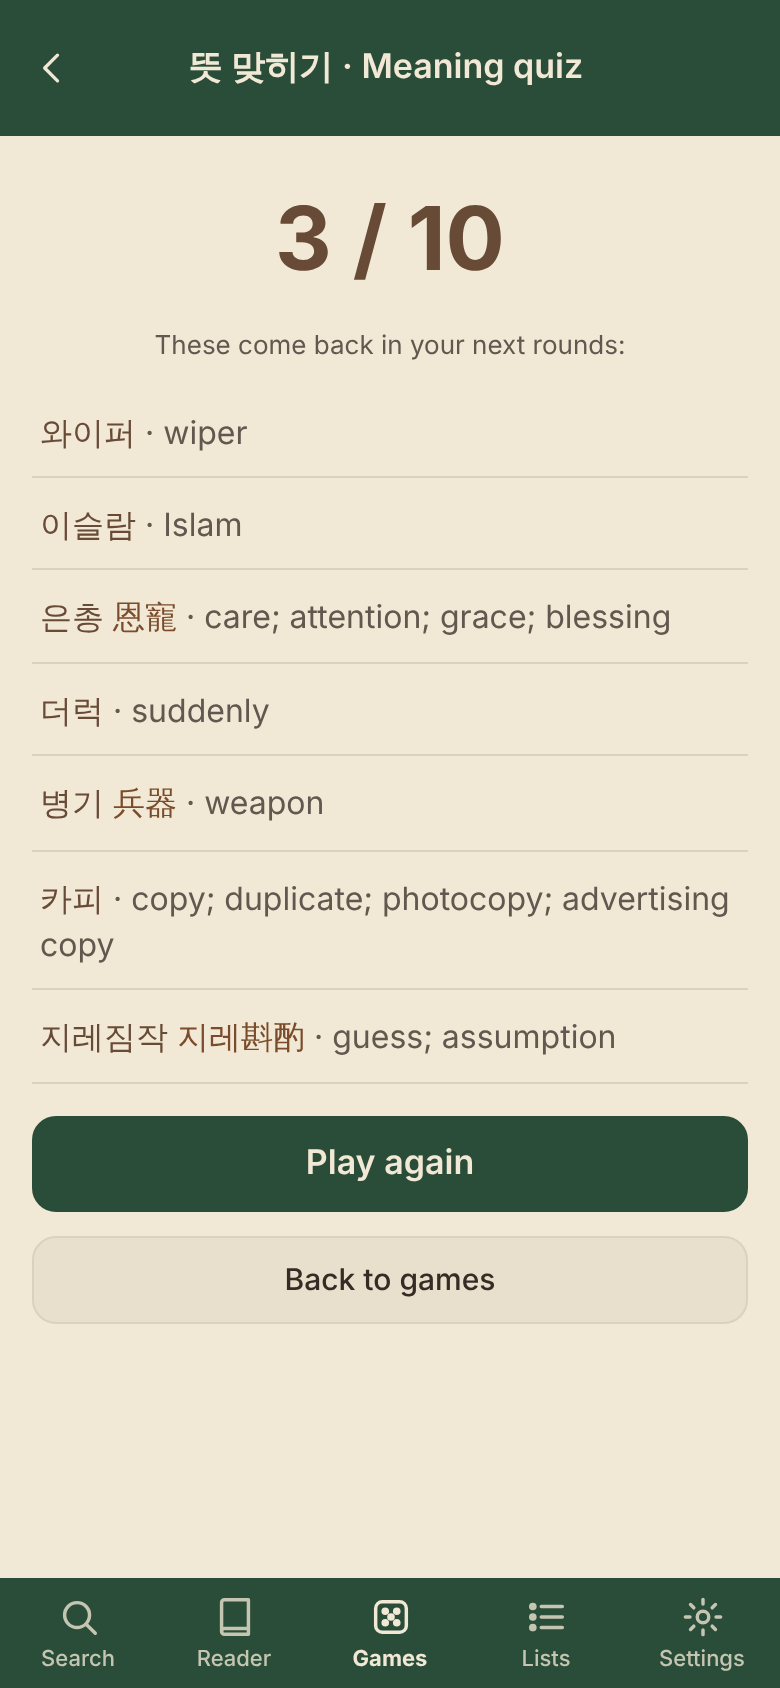 뜻 맞히기 · Meaning quiz
3 / 10
These come back in your next rounds:
와이퍼 · wiper
이슬람 · Islam
은총 恩寵 · care; attention; grace; blessing
더럭 · suddenly
병기 兵器 · weapon
카피 · copy; duplicate; photocopy; advertising
copy
지레짐작 지레斟酌 · guess; assumption
Play again
Back to games
Search
Reader
Games
Lists
Settings